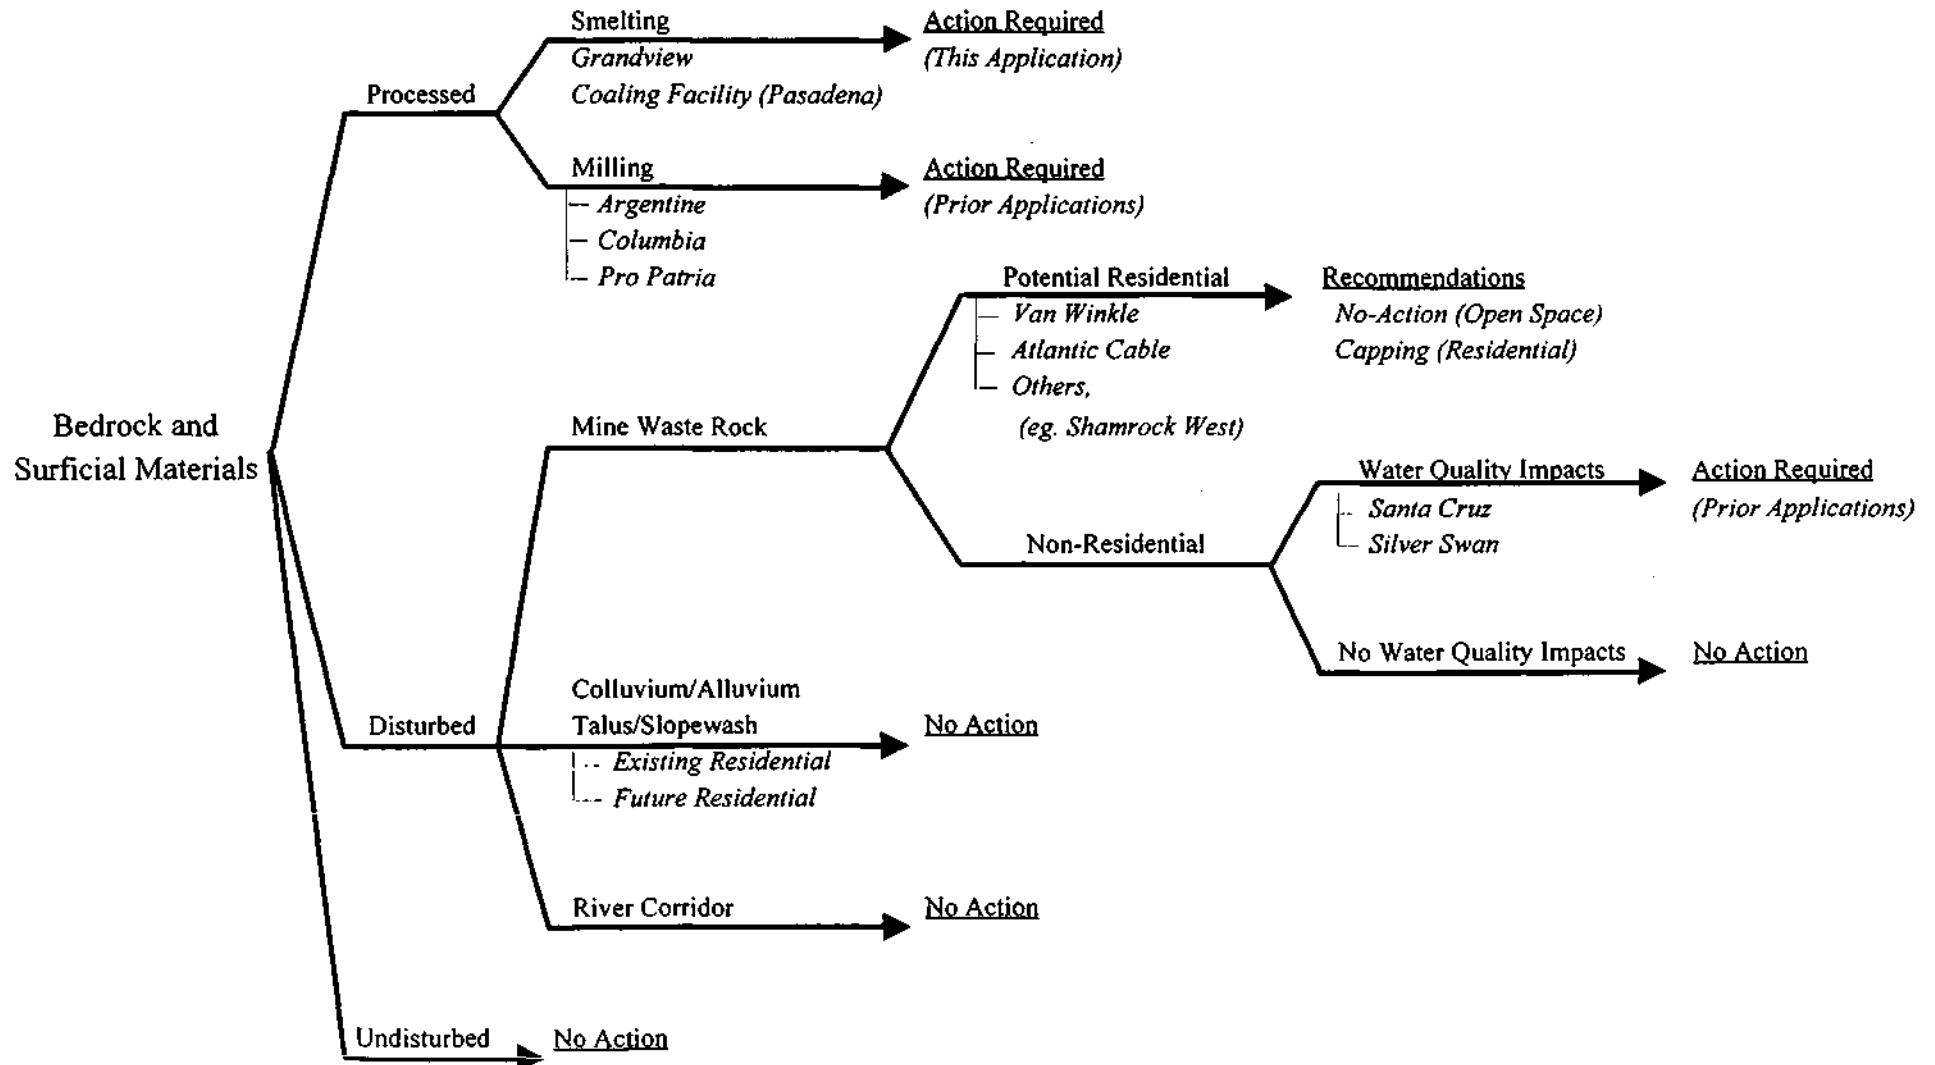 Smelting
Action Required
Grandview
(This Application)
Coaling Facility (Pasadena)
Processed
Milling
Action Required
Argentine
(Prior Applications)
Columbia
Pro Patria
Potential Residential
Recommendations
Van Winkle
No-Action (Open Space)
Atlantic Cable
Capping (Residential)
Others,
(eg. Shamrock West)
Bedrock and
Surficial Materials
Mine Waste Rock
Water Quality Impacts
Action Required
Santa Cruz
(Prior Applications)
Silver Swan
Non-Residential
No Water Quality Impacts
No Action
Colluvium/Alluvium
Talus/Slopewash
Disturbed
No Action
Existing Residential
Future Residential
River Corridor
No Action
Undisturbed
No Action